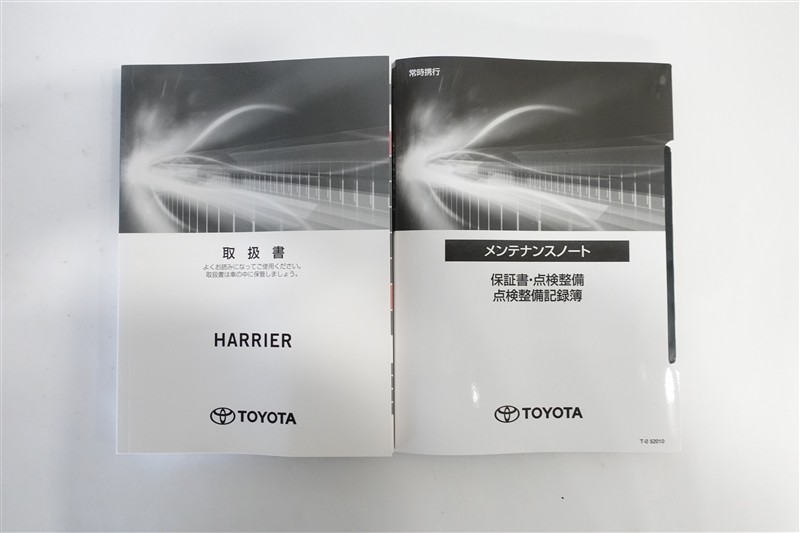 取扱書
よくお読みになってご使用ください。
取扱書は車の中に保管しましょう。
HARRIER
TOYOTA
常時携行
メンテナンスノート
保証書・点検整備
点検整備記録簿
TOYOTA
T-0 52010